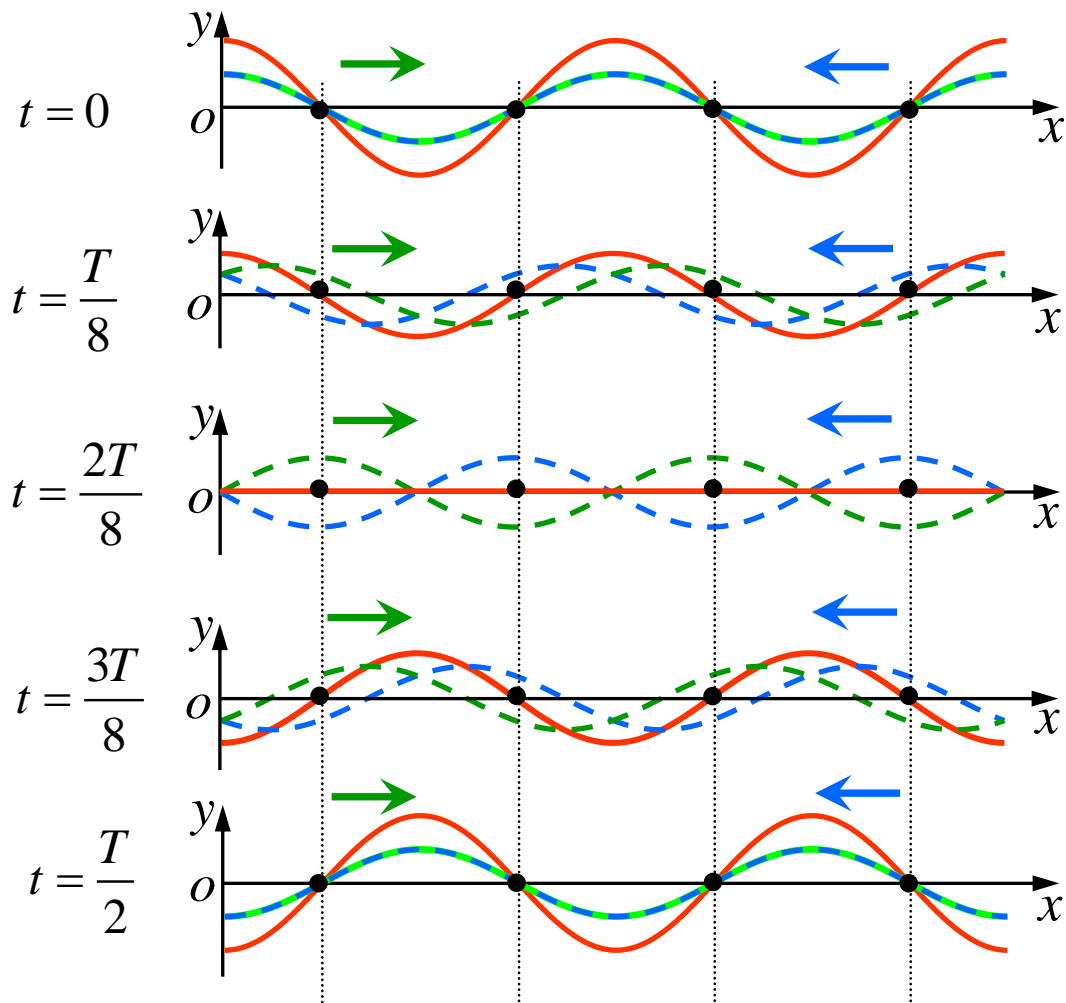 y
t = 0
o
x
y
t = T/8
o
x
y
t = 2T/8
o
x
y
t = 3T/8
o
x
y
t = T/2
o
x